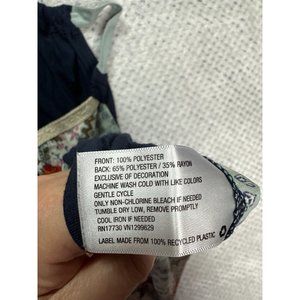 FRONT: 100% POLYESTER
BACK: 65% POLYESTER / 35% RAYON
EXCLUSIVE OF DECORATION
MACHINE WASH COLD WITH LIKE COLORS
GENTLE CYCLE
ONLY NON-CHLORINE BLEACH IF NEEDED
TUMBLE DRY LOW, REMOVE PROMPTLY
COOL IRON IF NEEDED
RN17730 VN1299629
LABEL MADE FROM 100% RECYCLED PLASTIC